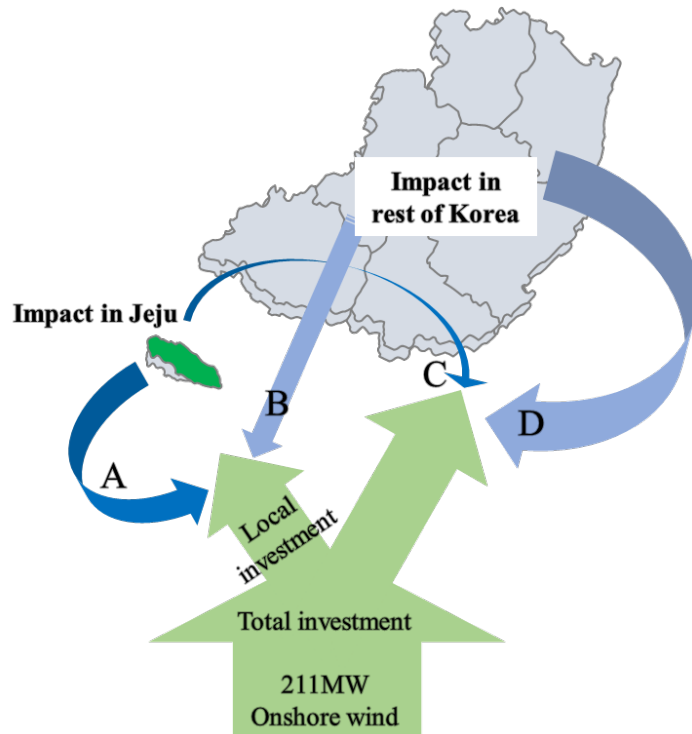 Impact in
rest of Korea
Impact in Jeju
C
B
D
A
Local
investment
Total investment
211MW
Onshore wind